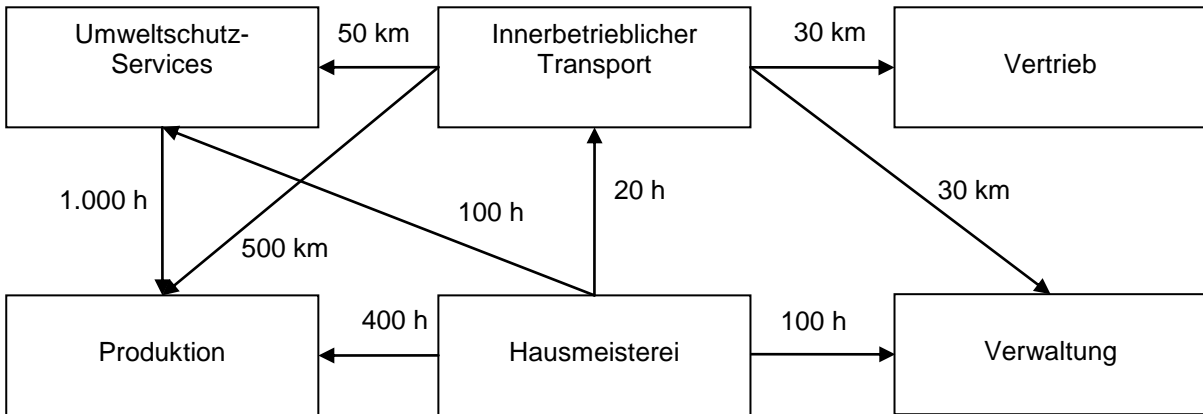 Umweltschutz-
Services
50 km
Innerbetrieblicher
Transport
30 km
Vertrieb
1.000 h
500 km
100 h
20 h
30 km
Produktion
400 h
Hausmeisterei
100 h
Verwaltung